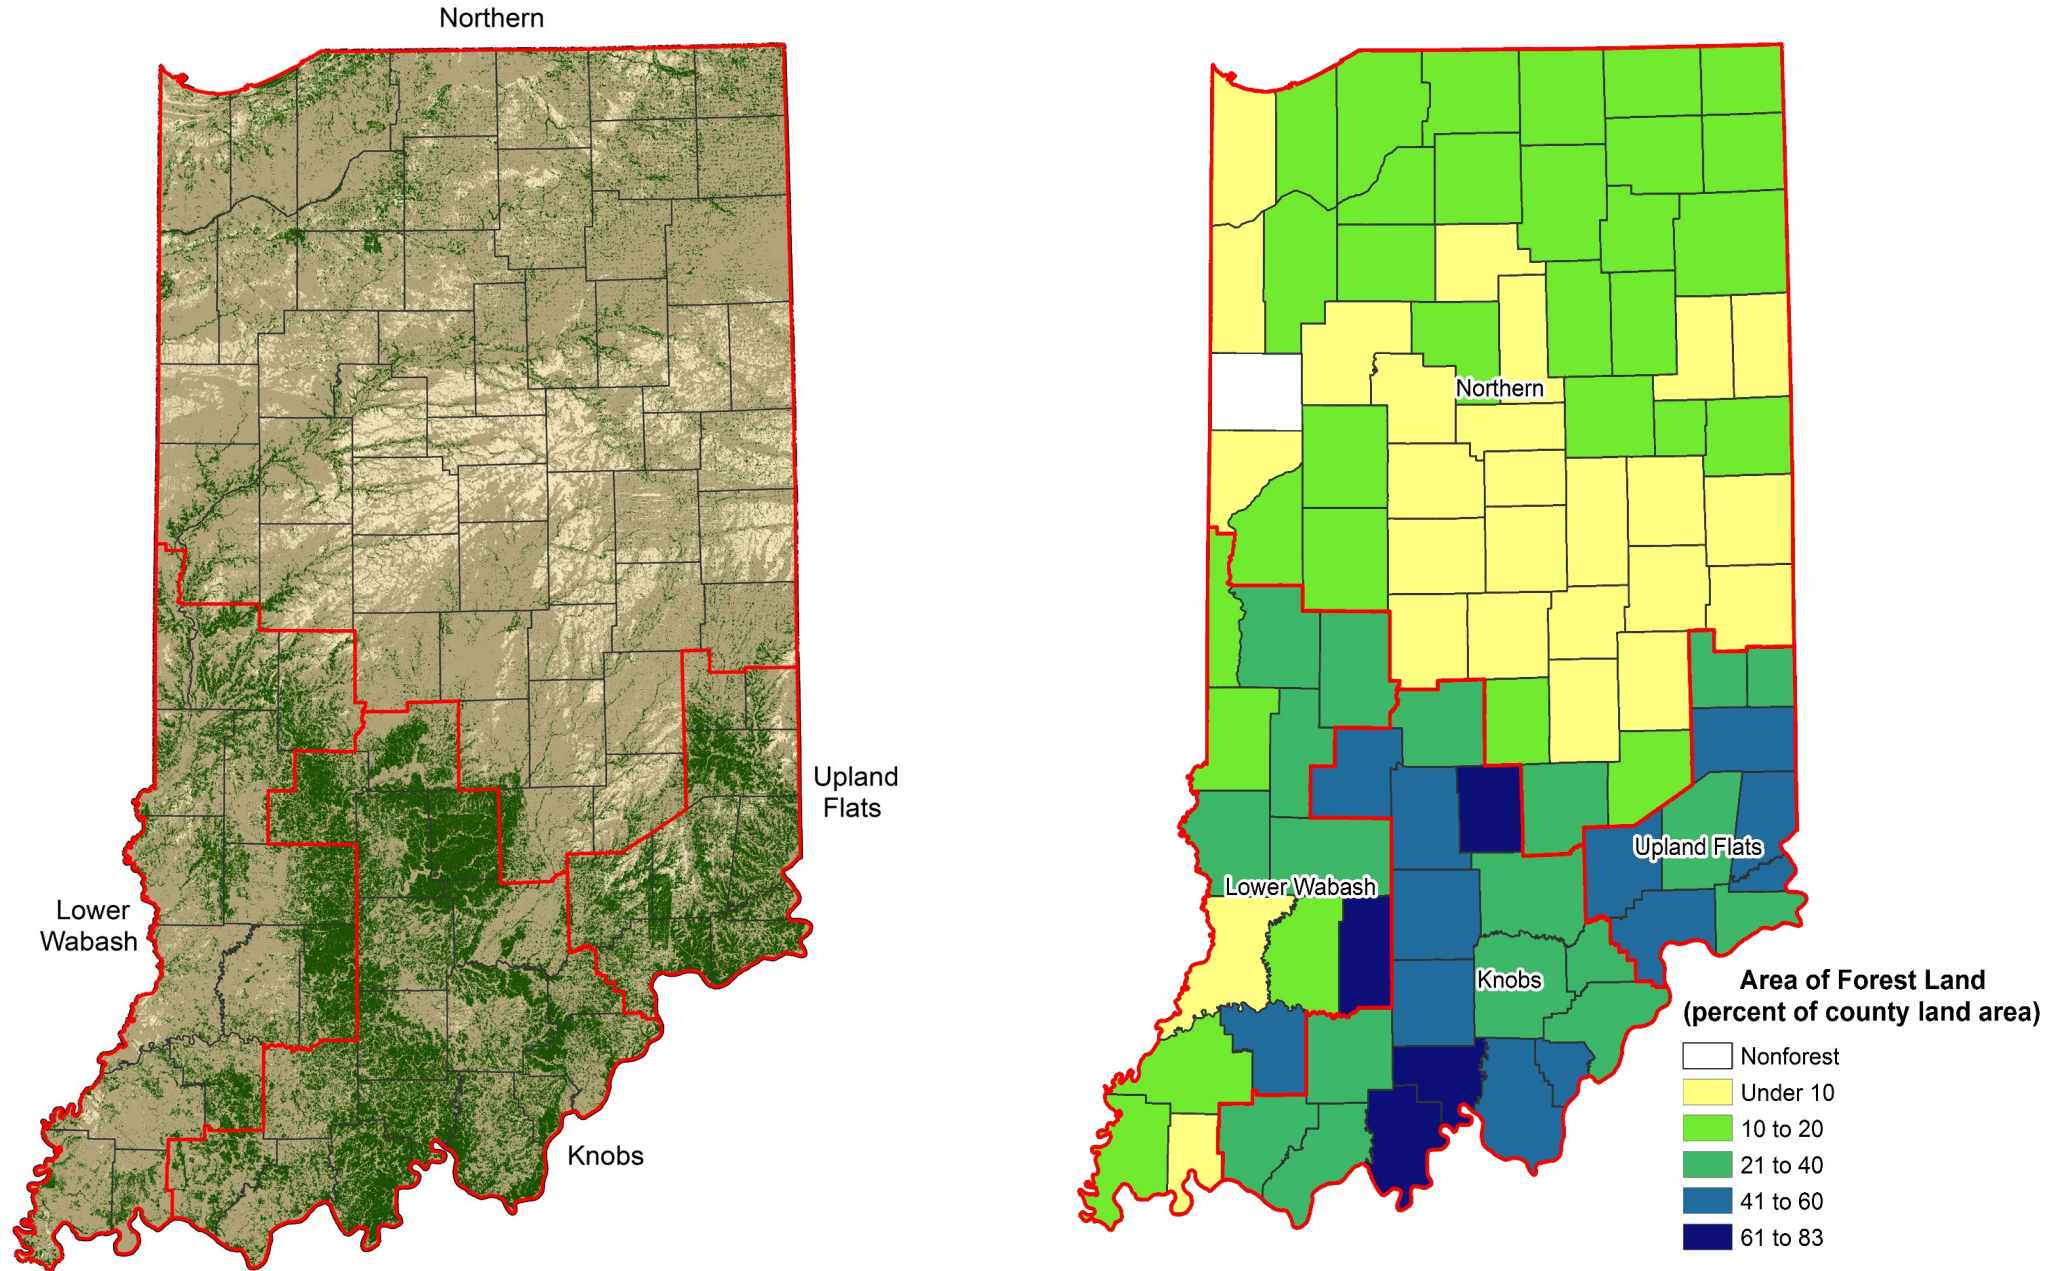 Northern
Upland
Flats
Lower
Wabash
Knobs
Northern
Upland Flats
Lower Wabash
Knobs
Area of Forest Land
(percent of county land area)
Nonforest
Under 10
10 to 20
21 to 40
41 to 60
61 to 83